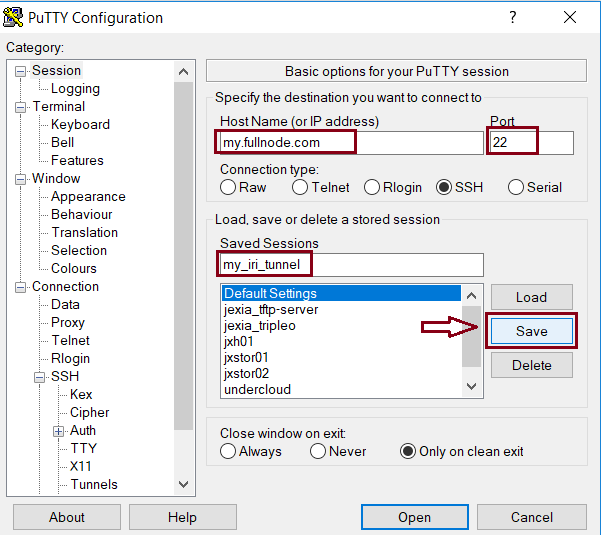 PuTTY Configuration
? 
Category:
Session
Logging
Terminal
Keyboard
Bell
Features
Window
Appearance
Behaviour
Translation
Selection
Colours
Connection
Data
Proxy
Telnet
Rlogin
SSH
Kex
Cipher
Auth
TTY
X11
Tunnels
Basic options for your PuTTY session
Specify the destination you want to connect to
Host Name (or IP address) Port
my.fullnode.com 22
Connection type:
Raw Telnet Rlogin SSH Serial
Load, save or delete a stored session
Saved Sessions
my_iri_tunnel
Default Settings
jexia_tftp-server
jexia_tripleo
jxh01
jxstor01
jxstor02
undercloud
Load
Save
Delete
Close window on exit:
Always Never Only on clean exit
About Help Open Cancel